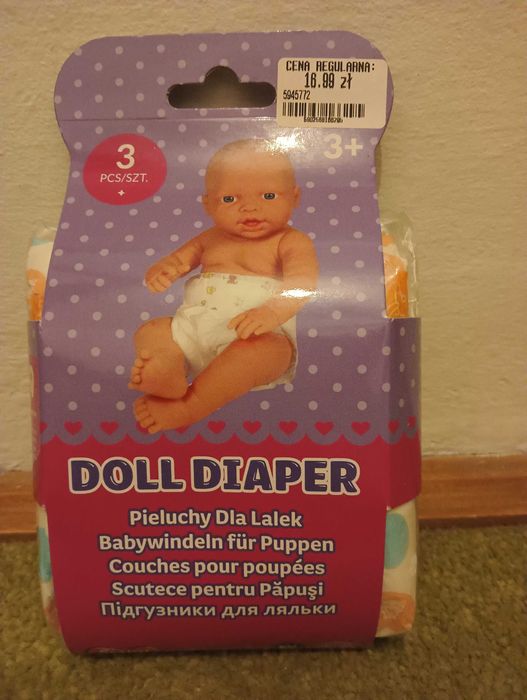 CENA REGULARNA:
16.99 zł
5945772
3+
3
PCS/SZT.
DOLL DIAPER
Pieluchy Dla Lalek
Babywindeln für Puppen
Couches pour poupées
Scutece pentru Păpuşi
Підгузники для ляльки